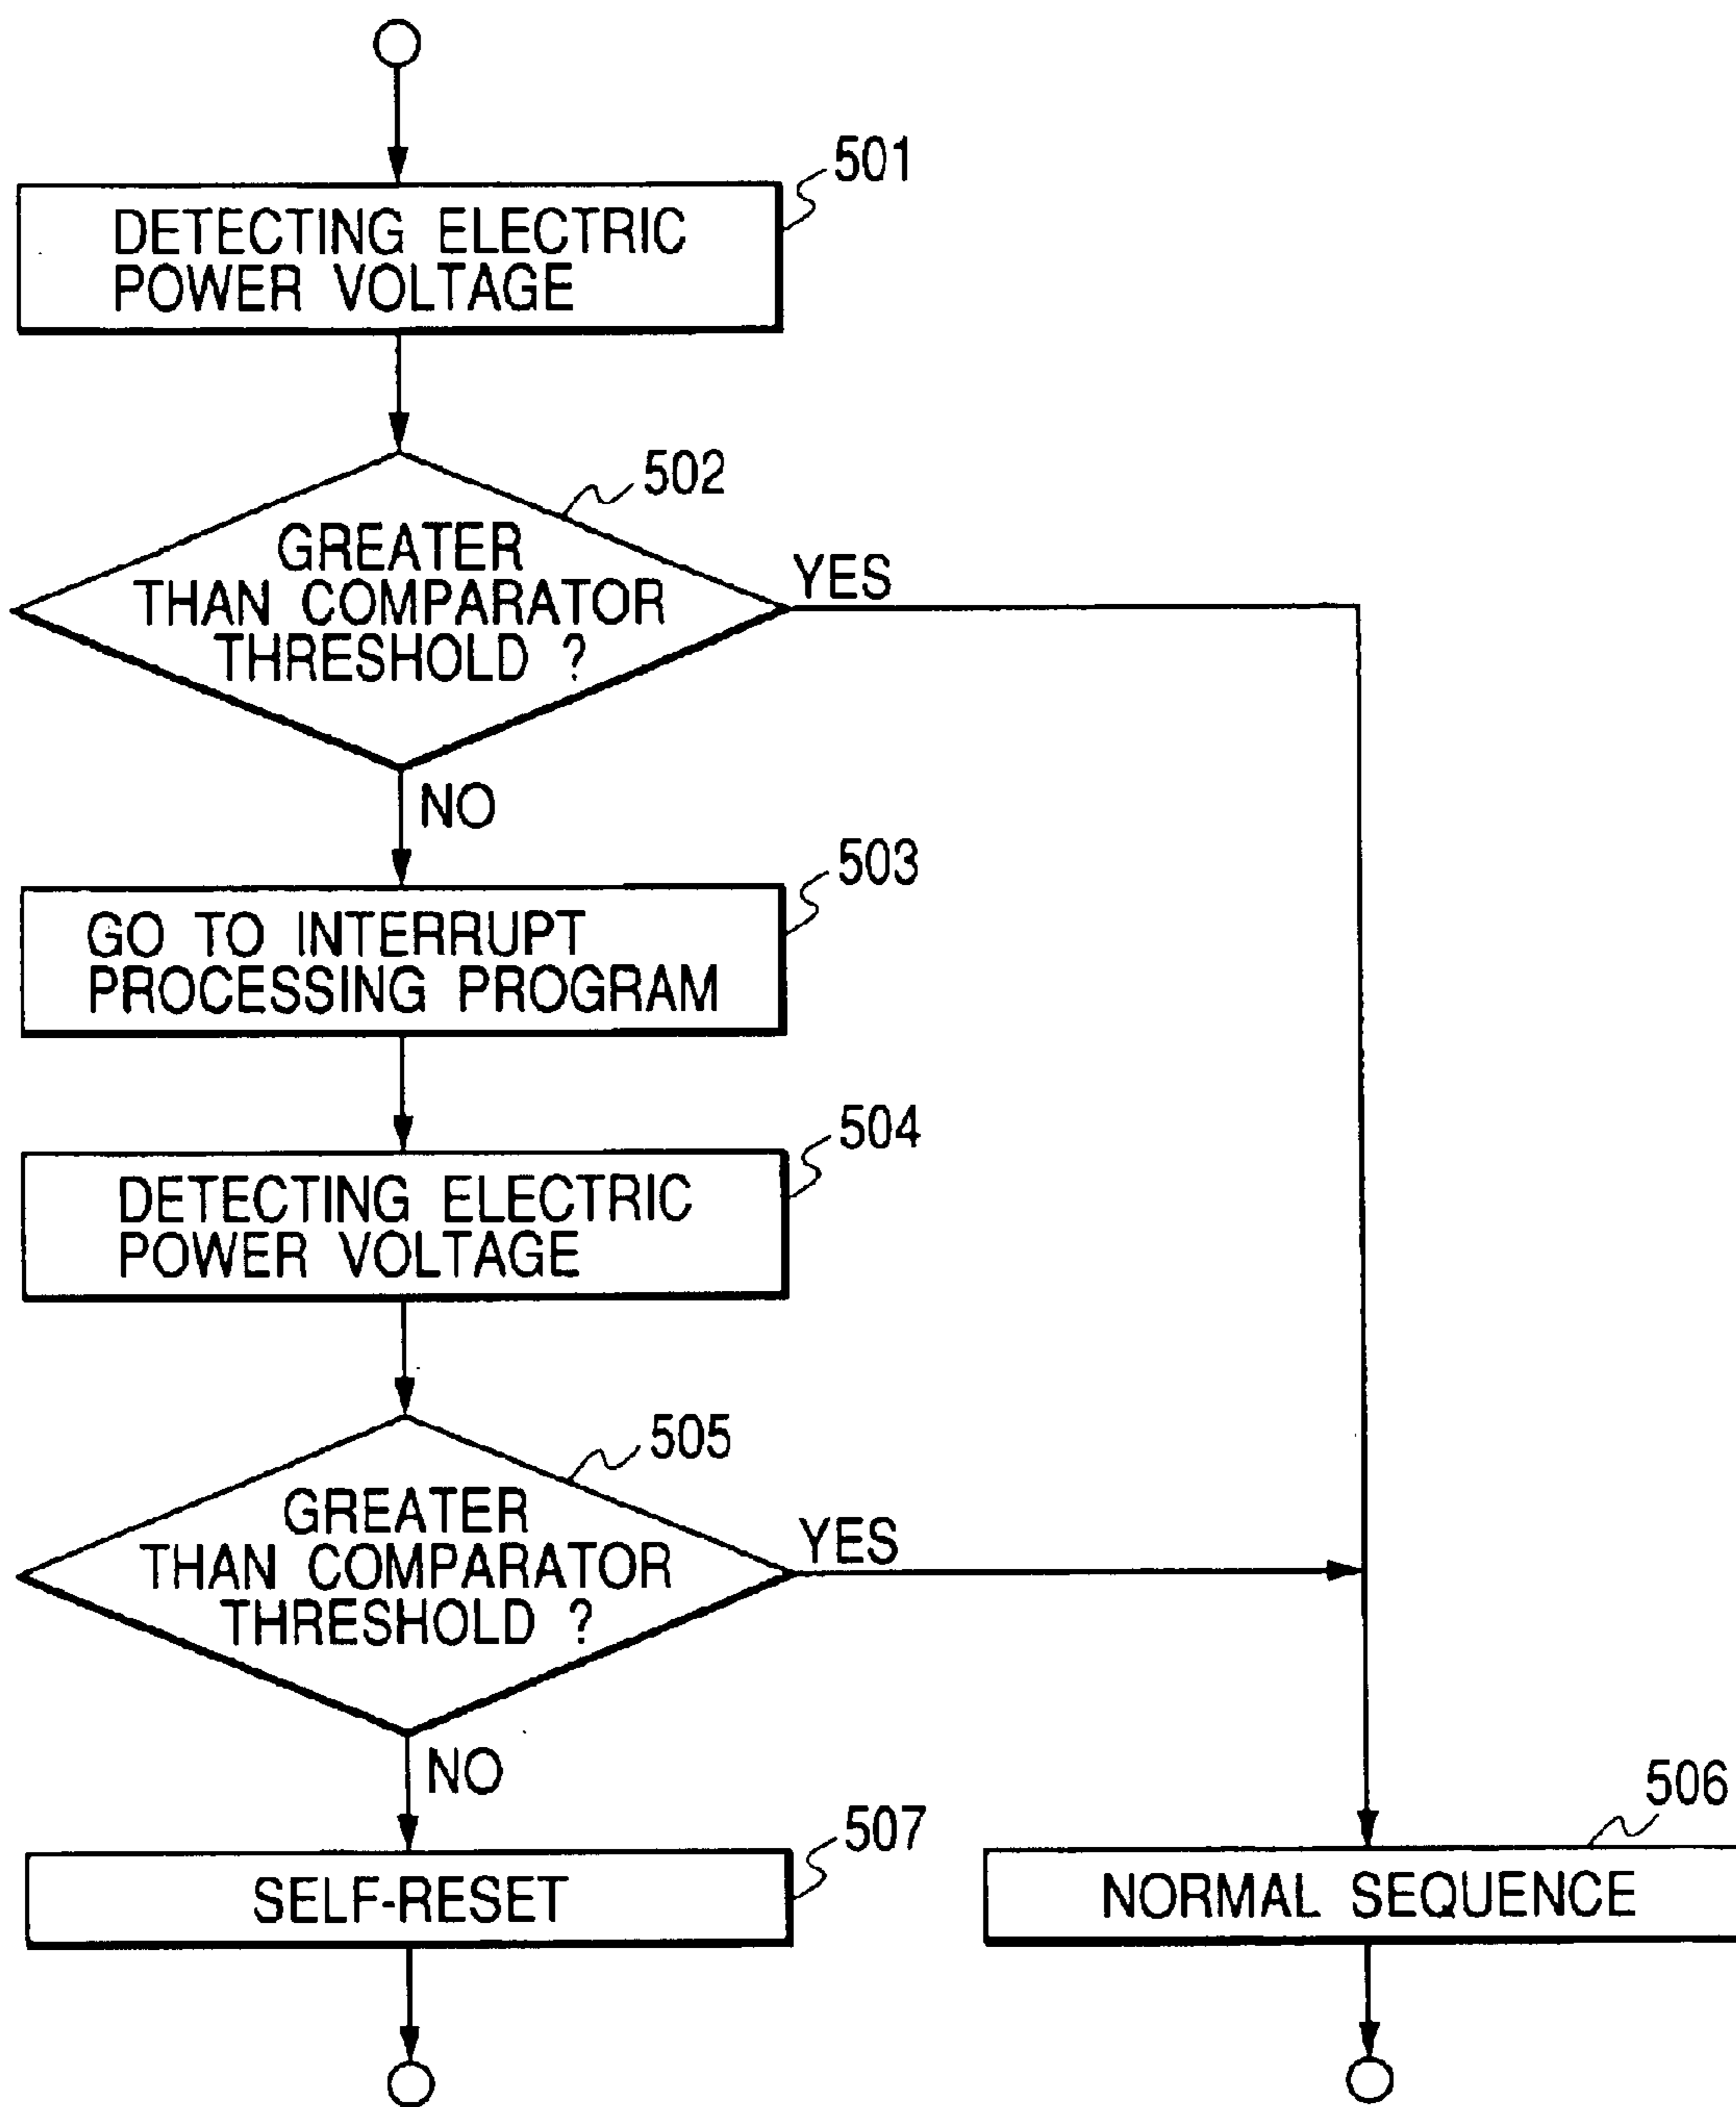 501
DETECTING ELECTRIC
POWER VOLTAGE
502
GREATER
THAN COMPARATOR
THRESHOLD ?
YES
NO
503
GO TO INTERRUPT
PROCESSING PROGRAM
504
DETECTING ELECTRIC
POWER VOLTAGE
505
GREATER
THAN COMPARATOR
THRESHOLD ?
YES
NO
507
SELF-RESET
506
NORMAL SEQUENCE